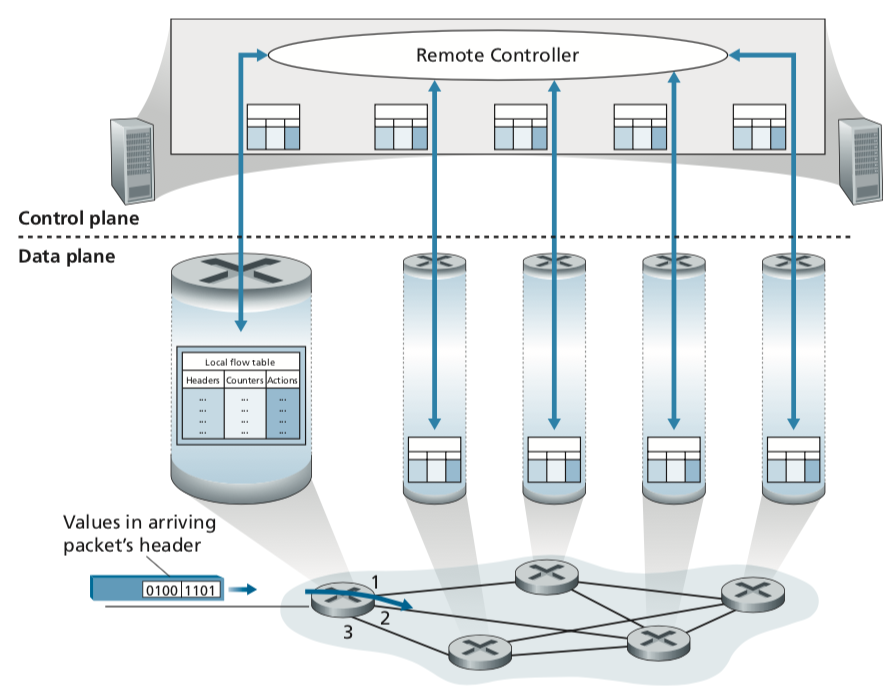 Remote Controller
Control plane
Data plane
Local flow table
Headers Counters Actions
... ... ...
... ... ...
... ... ...
... ... ...
Values in arriving
packet's header
0100 1101
1
2
3